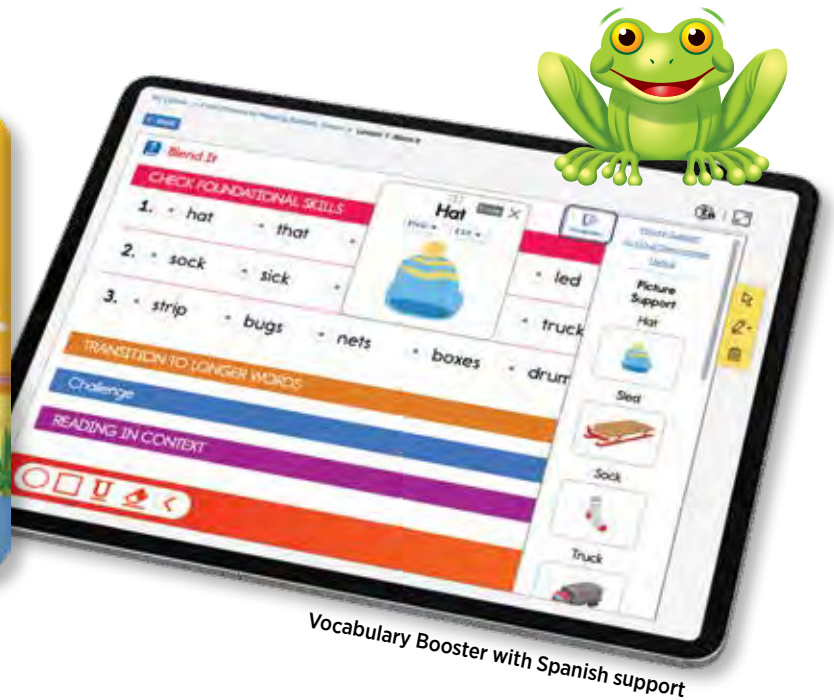 Blend It
CHECK FOUNDATIONAL SKILLS
1. • hat • that •
2. • sock • sick •
3. • strip • bugs • nets • boxes • drum
Hat
• led
• truck
TRANSITION TO LONGER WORDS
Challenge
READING IN CONTEXT
U
Picture
Support
Hat
Sled
Sock
Truck
Vocabulary Booster with Spanish support